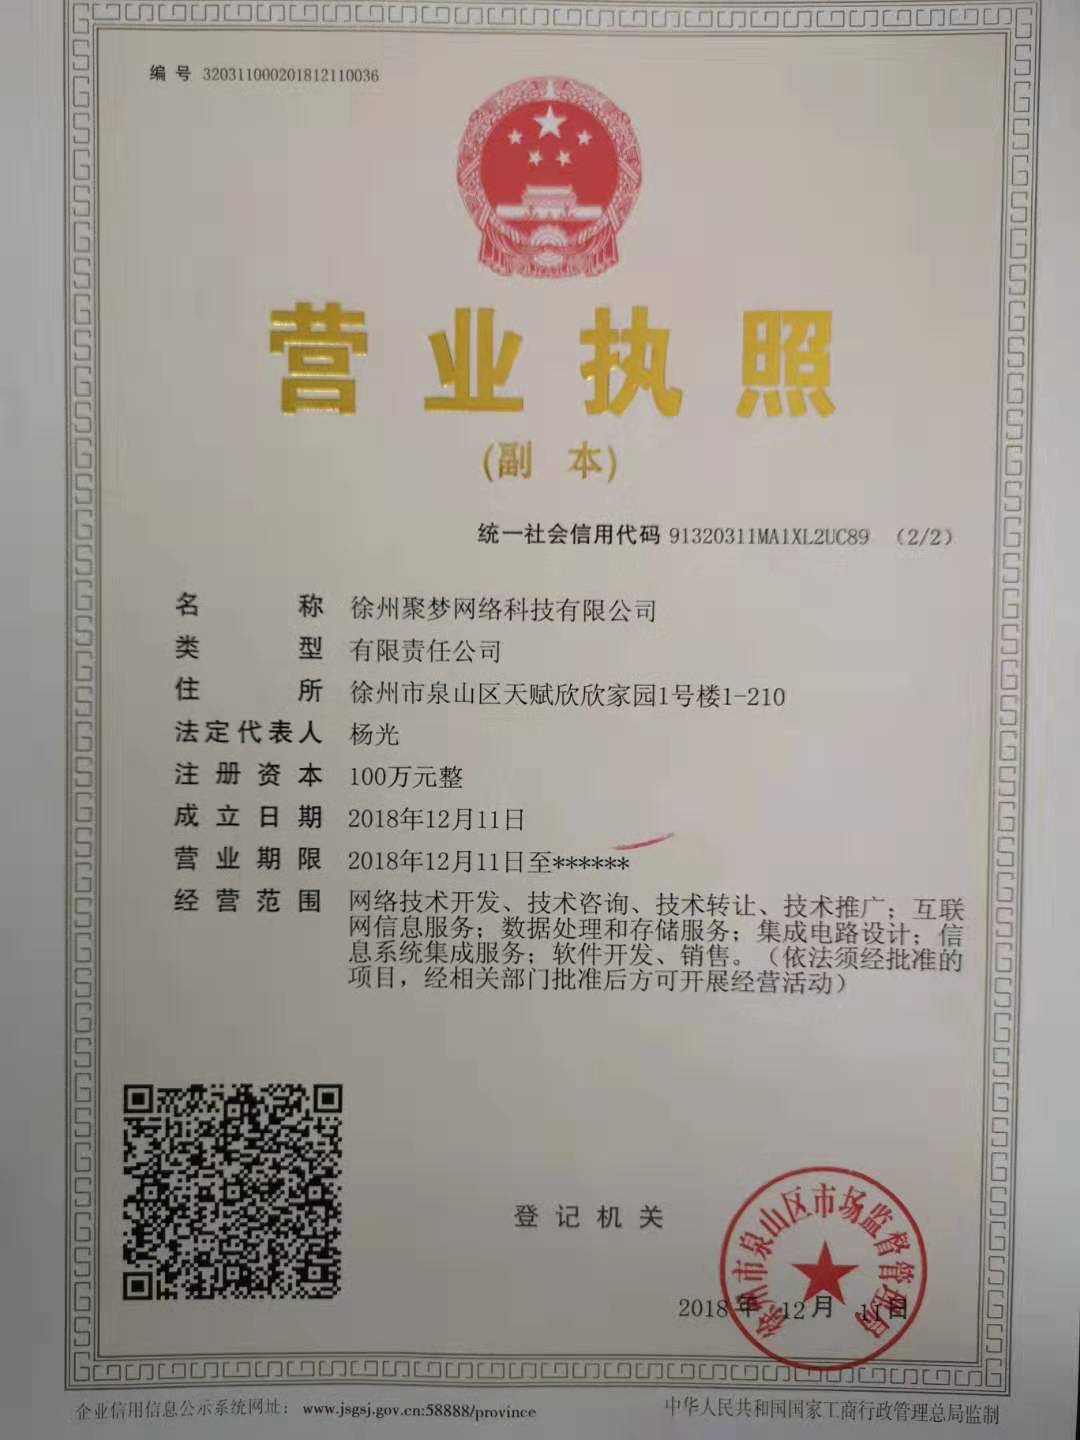 编号 320311000201812110036
营业执照
(副本)
统一社会信用代码 91320311MA1XL2UC89 （2/2）
名称 徐州聚梦网络科技有限公司
类型 有限责任公司
住所 徐州市泉山区天赋欣欣家园1号楼1-210
法定代表人 杨光
注册资本 100万元整
成立日期 2018年12月11日
营业期限 2018年12月11日至******
经营范围 网络技术开发、技术咨询、技术转让、技术推广；互联
网信息服务；数据处理和存储服务；集成电路设计；信
息系统集成服务；软件开发、销售。（依法须经批准的
项目，经相关部门批准后方可开展经营活动）
登记机关
徐州市泉山区市场监督管理局
2018年12月11日
企业信用信息公示系统网址： www.jsgsj.gov.cn:58888/province
中华人民共和国国家工商行政管理总局监制